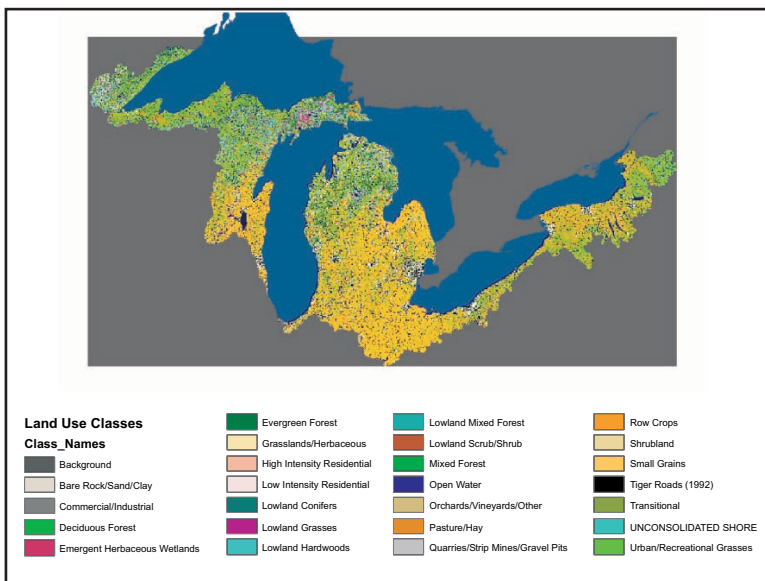 Land Use Classes
Class_Names
Background
Bare Rock/Sand/Clay
Commercial/Industrial
Deciduous Forest
Emergent Herbaceous Wetlands
Evergreen Forest
Grasslands/Herbaceous
High Intensity Residential
Low Intensity Residential
Lowland Conifers
Lowland Grasses
Lowland Hardwoods
Lowland Mixed Forest
Lowland Scrub/Shrub
Mixed Forest
Open Water
Orchards/Vineyards/Other
Pasture/Hay
Quarries/Strip Mines/Gravel Pits
Row Crops
Shrubland
Small Grains
Tiger Roads (1992)
Transitional
UNCONSOLIDATED SHORE
Urban/Recreational Grasses